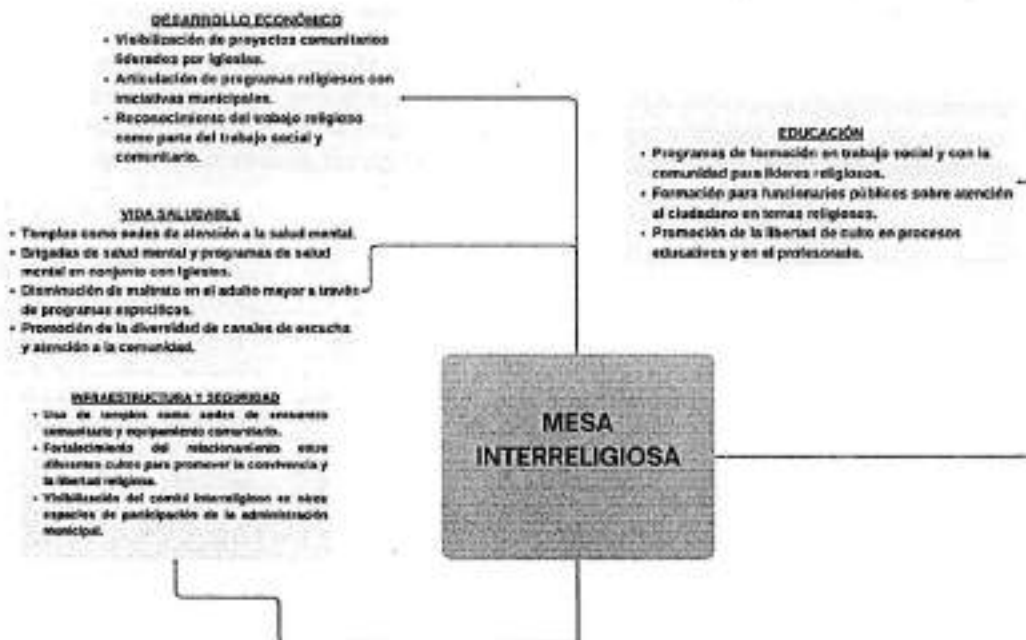 DESARROLLO ECONÓMICO
• Visibilización de proyectos comunitarios
liderados por iglesias.
• Articulación de programas religiosos con
iniciativas municipales.
• Reconocimiento del trabajo religioso
como parte del trabajo social y
comunitario.
VIDA SALUDABLE
• Templos como sedes de atención a la salud mental.
• Brigadas de salud mental y programas de salud
mental en conjunto con Iglesias.
• Disminución de maltrato en el adulto mayor a través
de programas específicos.
• Promoción de la diversidad de canales de escucha
y atención a la comunidad.
INFRAESTRUCTURA Y SEGURIDAD
• Uso de templos como sedes de encuentro
comunitario y equipamiento comunitario.
• Fortalecimiento del relacionamiento entre
diferentes cultos para promover la convivencia y
la libertad religiosa.
• Visibilización del comité interreligioso en otros
espacios de participación de la administración
municipal.
EDUCACIÓN
• Programas de formación en trabajo social y con la
comunidad para líderes religiosos.
• Formación para funcionarios públicos sobre atención
al ciudadano en temas religiosos.
• Promoción de la libertad de culto en procesos
educativos y en el profesorado.
MESA
INTERRELIGIOSA